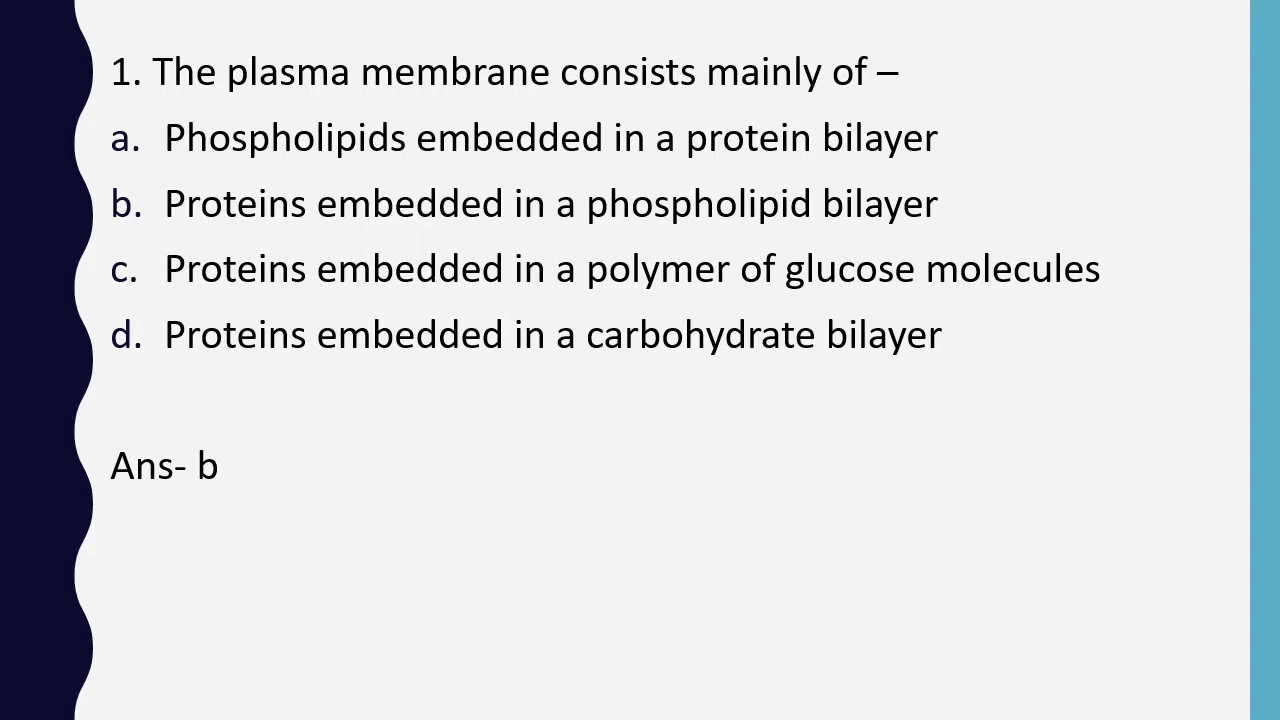 1. The plasma membrane consists mainly of –
a. Phospholipids embedded in a protein bilayer
b. Proteins embedded in a phospholipid bilayer
c. Proteins embedded in a polymer of glucose molecules
d. Proteins embedded in a carbohydrate bilayer
Ans- b